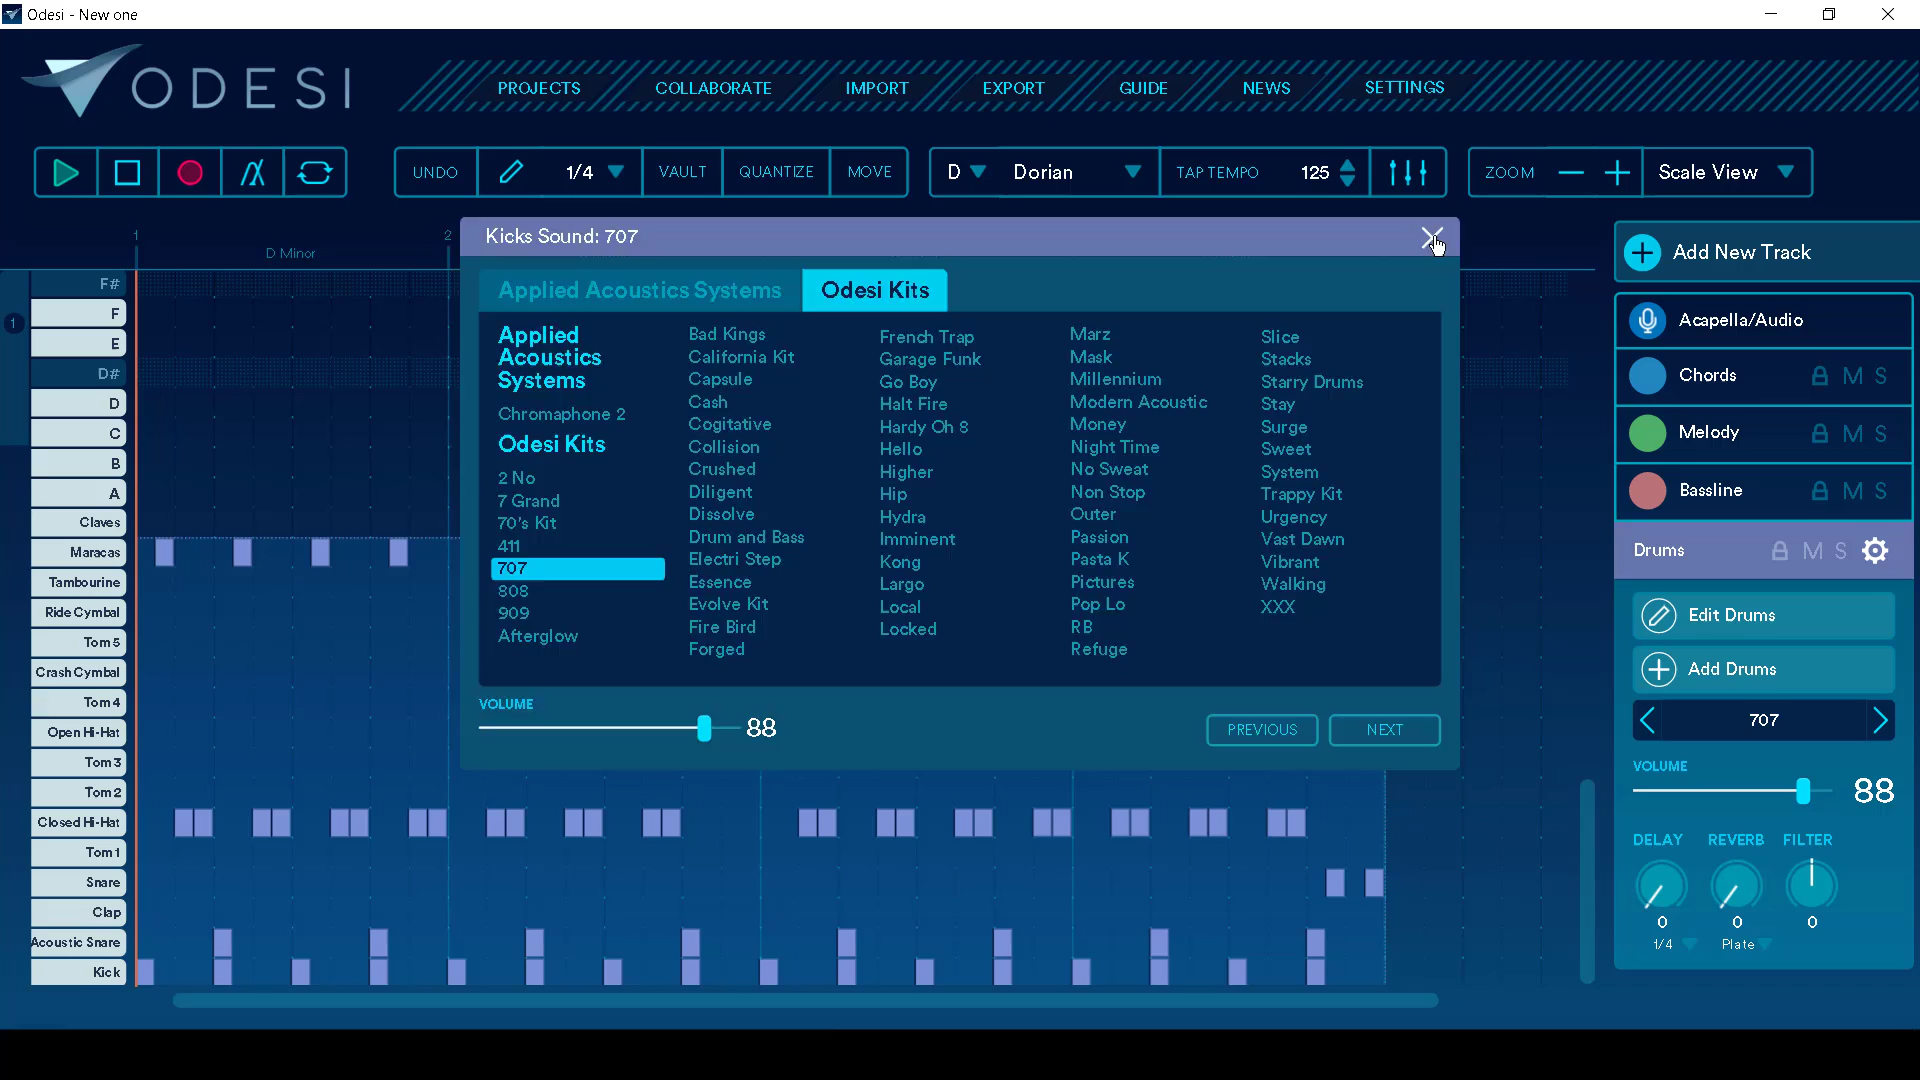 Odesi - New one
ODESI
PROJECTS
COLLABORATE
IMPORT
EXPORT
GUIDE
NEWS
SETTINGS
UNDO
1/4
VAULT
QUANTIZE
MOVE
D
Dorian
TAP TEMPO
125
ZOOM
Scale View
1
D Minor
2
Kicks Sound: 707
Applied Acoustics Systems
Odesi Kits
Applied
Acoustics
Systems
Chromaphone 2
Odesi Kits
2 No
7 Grand
70's Kit
411
707
808
909
Afterglow
Bad Kings
California Kit
Capsule
Cash
Cogitative
Collision
Crushed
Diligent
Dissolve
Drum and Bass
Electri Step
Essence
Evolve Kit
Fire Bird
Forged
French Trap
Garage Funk
Go Boy
Halt Fire
Hardy Oh 8
Hello
Higher
Hip
Hydra
Imminent
Kong
Largo
Local
Locked
Marz
Mask
Millennium
Modern Acoustic
Money
Night Time
No Sweat
Non Stop
Outer
Passion
Pasta K
Pictures
Pop Lo
RB
Refuge
Slice
Stacks
Starry Drums
Stay
Surge
Sweet
System
Trappy Kit
Urgency
Vast Dawn
Vibrant
Walking
XXX
VOLUME
88
PREVIOUS
NEXT
1
F#
F
E
D#
D
C
B
A
Claves
Maracas
Tambourine
Ride Cymbal
Tom 5
Crash Cymbal
Tom 4
Open Hi-Hat
Tom 3
Tom 2
Closed Hi-Hat
Tom 1
Snare
Clap
Acoustic Snare
Kick
Add New Track
Acapella/Audio
Chords M S
Melody M S
Bassline M S
Drums M S
Edit Drums
Add Drums
707
VOLUME
88
DELAY REVERB FILTER
0 0 0
1/4 Plate